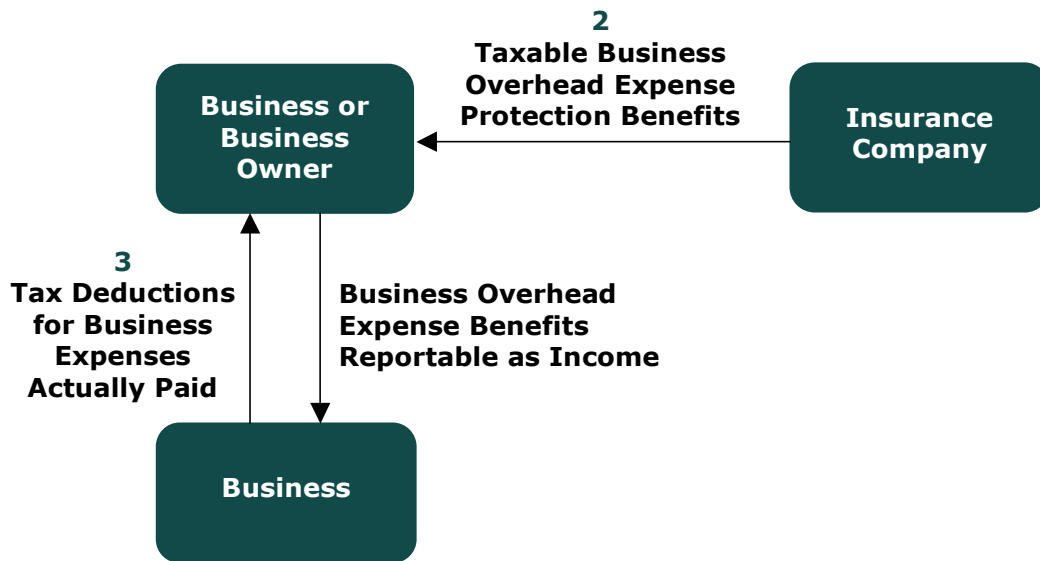 2
Taxable Business
Overhead Expense
Protection Benefits
Business or
Business
Owner
Insurance
Company
3
Tax Deductions
for Business
Expenses
Actually Paid
Business Overhead
Expense Benefits
Reportable as Income
Business